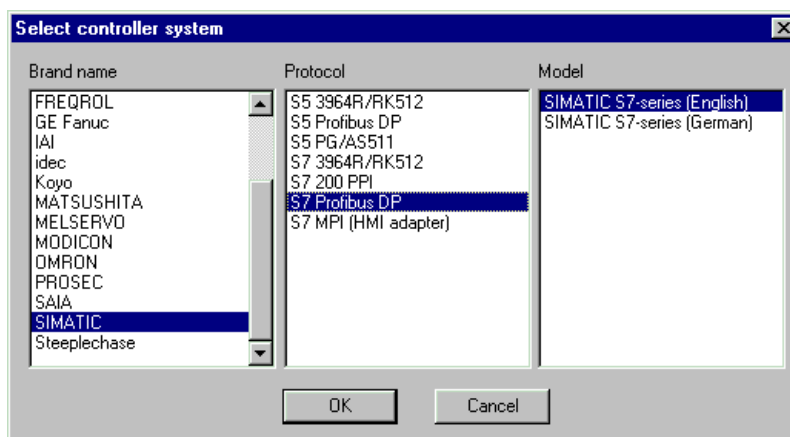 Select controller system
Brand name
Protocol
Model
FREQROL
GE Fanuc
IAI
idec
Koyo
MATSUSHITA
MELSERVO
MODICON
OMRON
PROSEC
SAIA
SIMATIC
Steeplechase
S5 3964R/RK512
S5 Profibus DP
S5 PG/AS511
S7 3964R/RK512
S7 200 PPI
S7 Profibus DP
S7 MPI (HMI adapter)
SIMATIC S7-series (English)
SIMATIC S7-series (German)
OK
Cancel